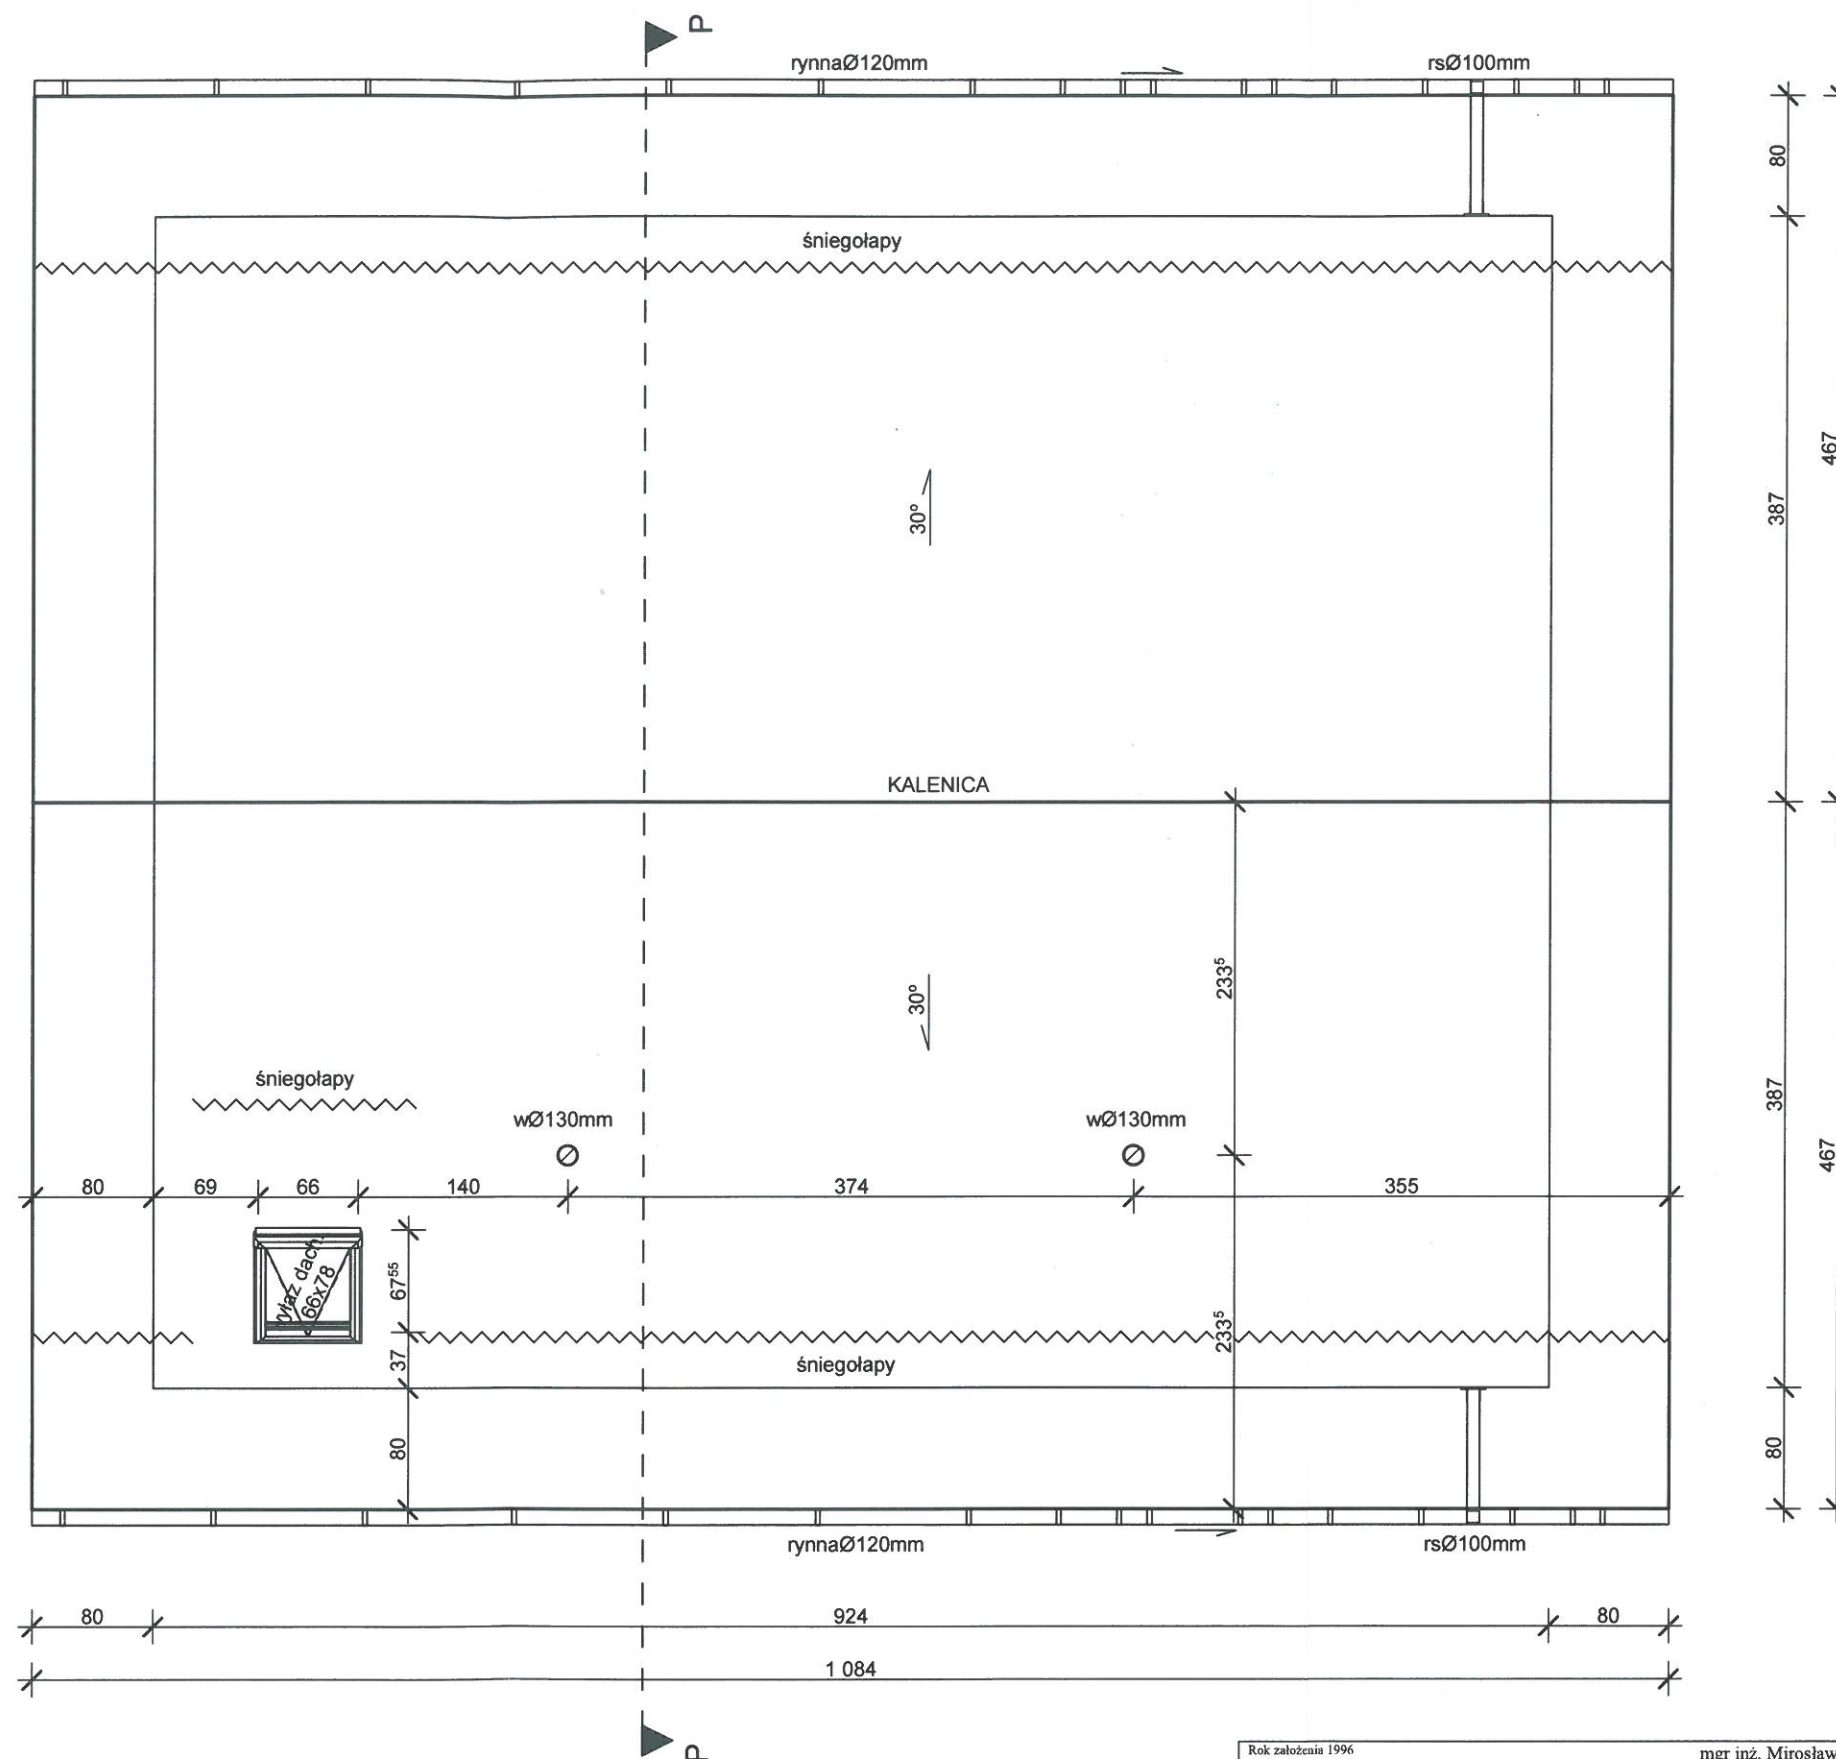 P
rynnaØ120mm
rsØ100mm
80
śniegołapy
467
387
30°
KALENICA
233⁵
30°
śniegołapy
387
wØ130mm
wØ130mm
467
80
69
66
140
374
355
dach.
66x78
67⁵⁵
233⁵
37
śniegołapy
80
80
rynnaØ120mm
rsØ100mm
80
924
80
1 084
P
Rok założenia 1996
mgr inż. Mirosław